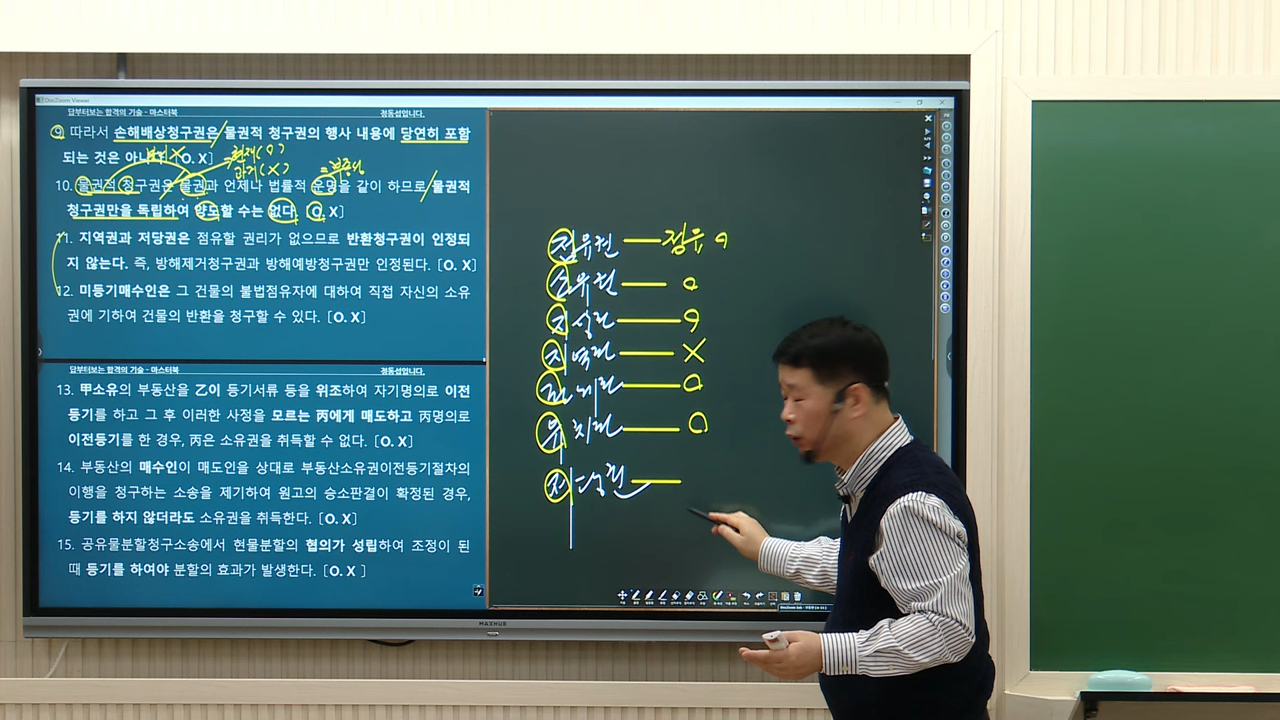 DocZoom Viewer
답부터보는 합격의 기술 - 마스터북 정동섭입니다.
⑨ 따라서 손해배상청구권은/물권적 청구권의 행사 내용에 당연히 포함
되는 것은 아니다. [O. X]
현재(O)
과거(X)
=부종성
10. 물권적 청구권은 물권과 언제나 법률적 운명을 같이 하므로/물권적
청구권만을 독립하여 양도할 수는 없다. [O. X]
11. 지역권과 저당권은 점유할 권리가 없으므로 반환청구권이 인정되
지 않는다. 즉, 방해제거청구권과 방해예방청구권만 인정된다. [O. X]
12. 미등기매수인은 그 건물의 불법점유자에 대하여 직접 자신의 소유
권에 기하여 건물의 반환을 청구할 수 있다. [O. X]
답부터보는 합격의 기술 - 마스터북 정동섭입니다.
13. 甲소유의 부동산을 乙이 등기서류 등을 위조하여 자기명의로 이전
등기를 하고 그 후 이러한 사정을 모르는 丙에게 매도하고 丙명의로
이전등기를 한 경우, 丙은 소유권을 취득할 수 없다. [O. X]
14. 부동산의 매수인이 매도인을 상대로 부동산소유권이전등기절차의
이행을 청구하는 소송을 제기하여 원고의 승소판결이 확정된 경우,
등기를 하지 않더라도 소유권을 취득한다. [O. X]
15. 공유물분할청구소송에서 현물분할의 협의가 성립하여 조정이 된
때 등기를 하여야 분할의 효과가 발생한다. [O. X ]
점유권 — 점유 O
소유권 — O
지상권 — O
지역권 — X
전세권 — O
유치권 — O
저당권 —
MAXHUB